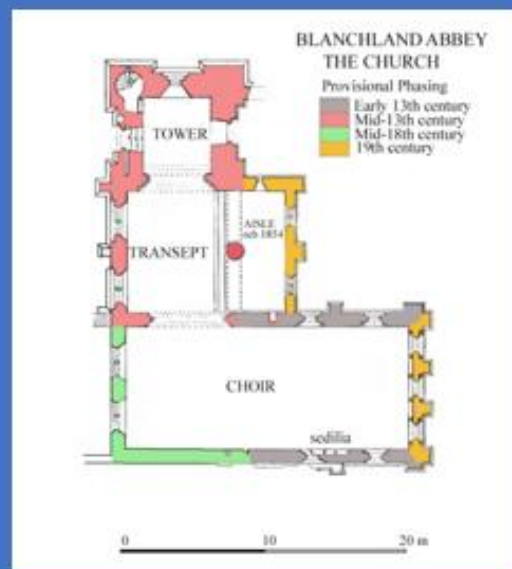 BLANCHLAND ABBEY
THE CHURCH
Provisional Phasing
Early 13th century
Mid-13th century
Mid-18th century
19th century
TOWER
AISLE
reb 1854
TRANSEPT
CHOIR
sedilia
0 10 20 m